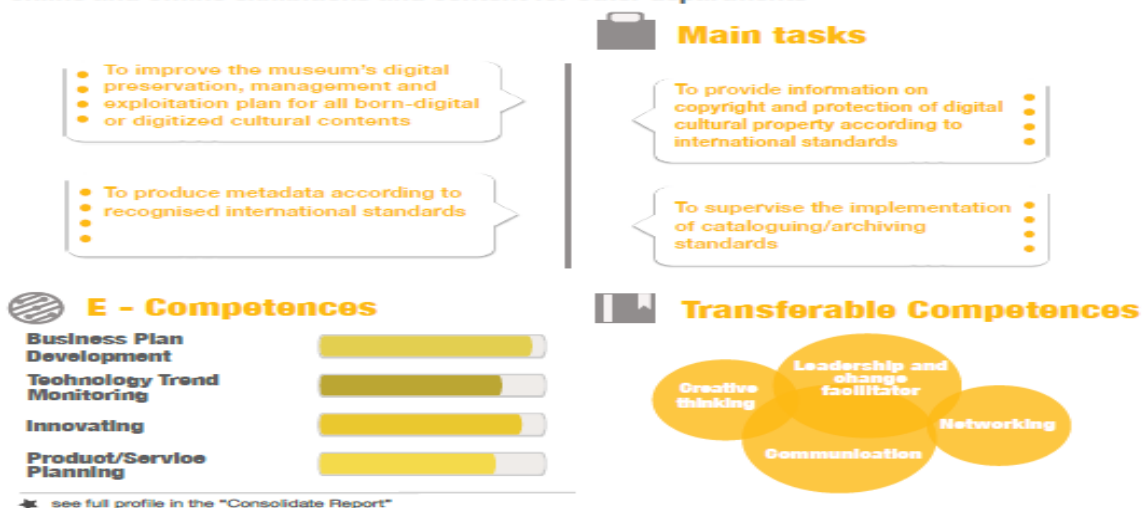 Main tasks
To improve the museum's digital
preservation, management and
exploitation plan for all born-digital
or digitized cultural contents
To provide information on
copyright and protection of digital
cultural property according to
international standards
To produce metadata according to
recognised international standards
To supervise the implementation
of cataloguing/archiving
standards
E - Competences
Business Plan
Development
Technology Trend
Monitoring
Innovating
Product/Service
Planning
see full profile in the "Consolidate Report"
Transferable Competences
Creative
thinking
Leadership and
change
facilitator
Networking
Communication